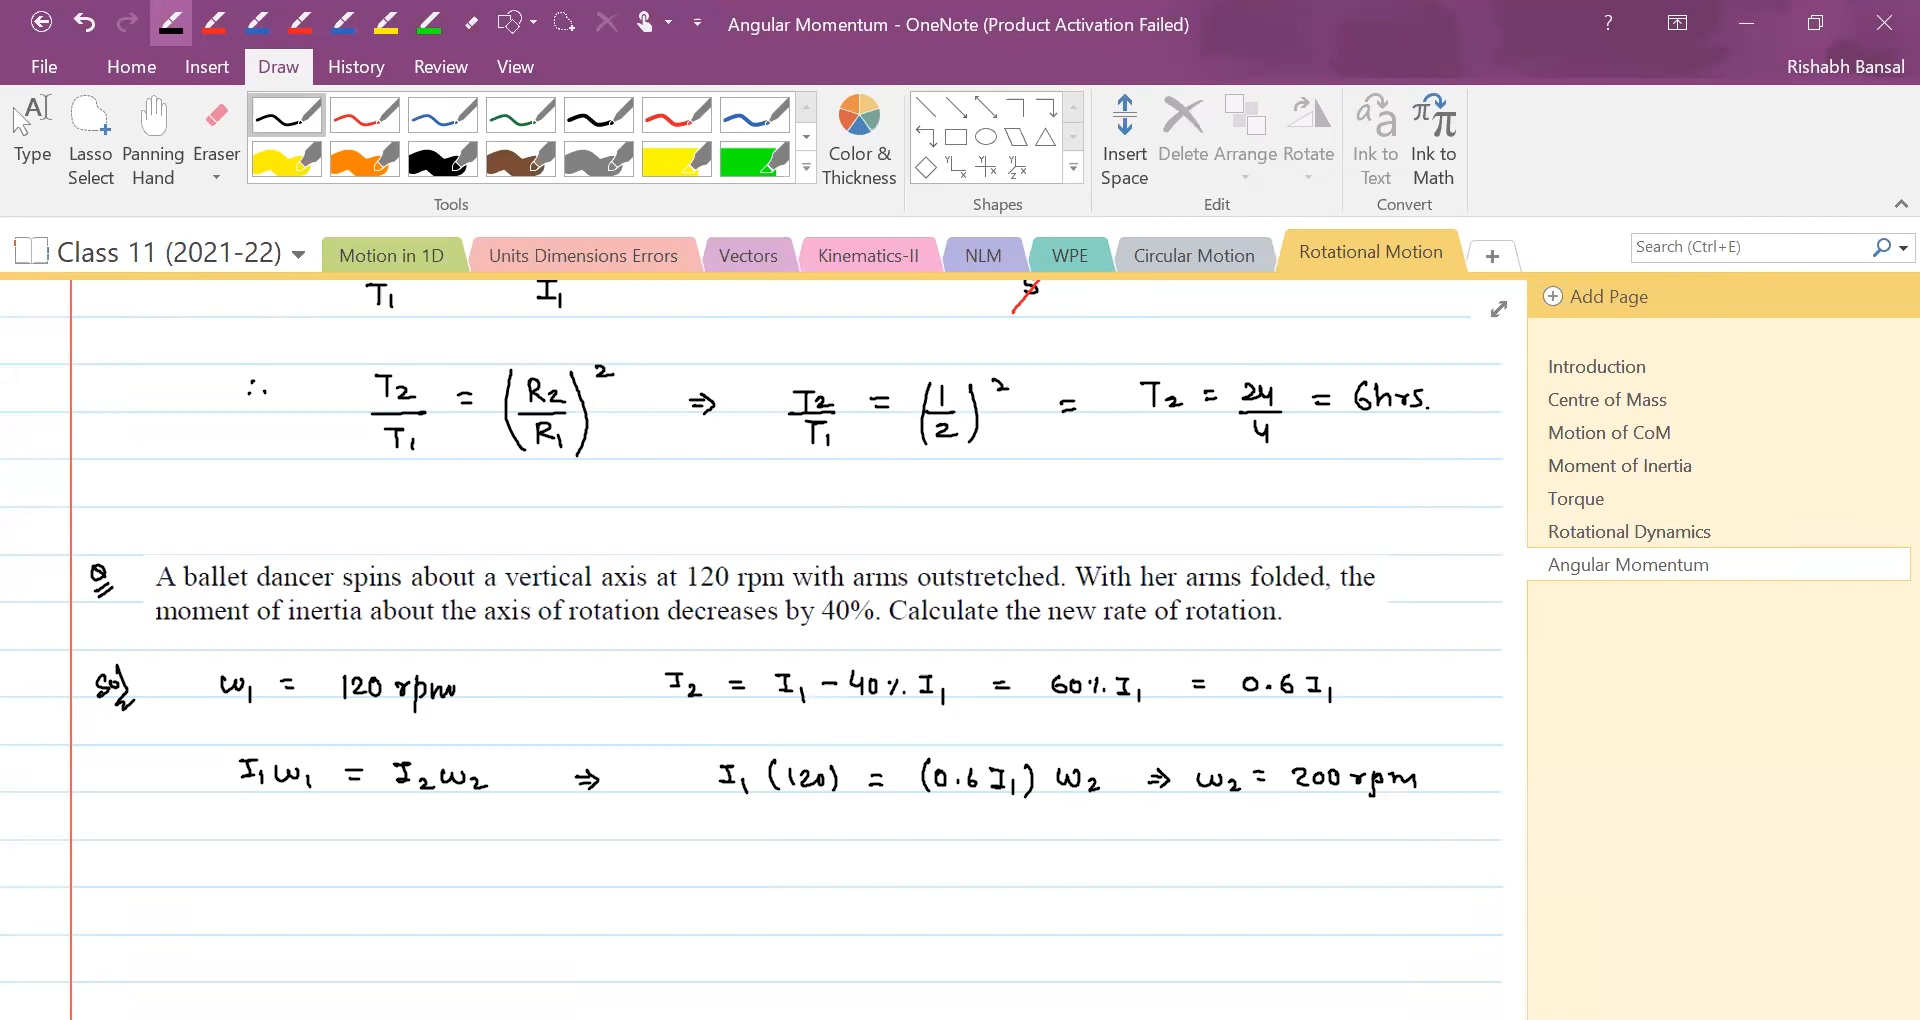 Angular Momentum - OneNote (Product Activation Failed)
?
File Home Insert Draw History Review View
Rishabh Bansal
Type
Lasso Select
Panning Hand
Eraser
Color & Thickness
Insert Space
Delete
Arrange
Rotate
Ink to Text
Ink to Math
Tools
Shapes
Edit
Convert
Class 11 (2021-22)
Motion in 1D
Units Dimensions Errors
Vectors
Kinematics-II
NLM
WPE
Circular Motion
Rotational Motion
+
Search (Ctrl+E)
Add Page
Introduction
Centre of Mass
Motion of CoM
Moment of Inertia
Torque
Rotational Dynamics
Angular Momentum
T₁ I₁ 5
∴ T₂/T₁ = (R₂/R₁)² ⇒ T₂/T₁ = (1/2)² = T₂ = 24/4 = 6hrs.
Q A ballet dancer spins about a vertical axis at 120 rpm with arms outstretched. With her arms folded, the
moment of inertia about the axis of rotation decreases by 40%. Calculate the new rate of rotation.
Sol ω₁ = 120 rpm I₂ = I₁ - 40% I₁ = 60% I₁ = 0.6 I₁
I₁ω₁ = I₂ω₂ ⇒ I₁ (120) = (0.6 I₁) ω₂ ⇒ ω₂ = 200 rpm